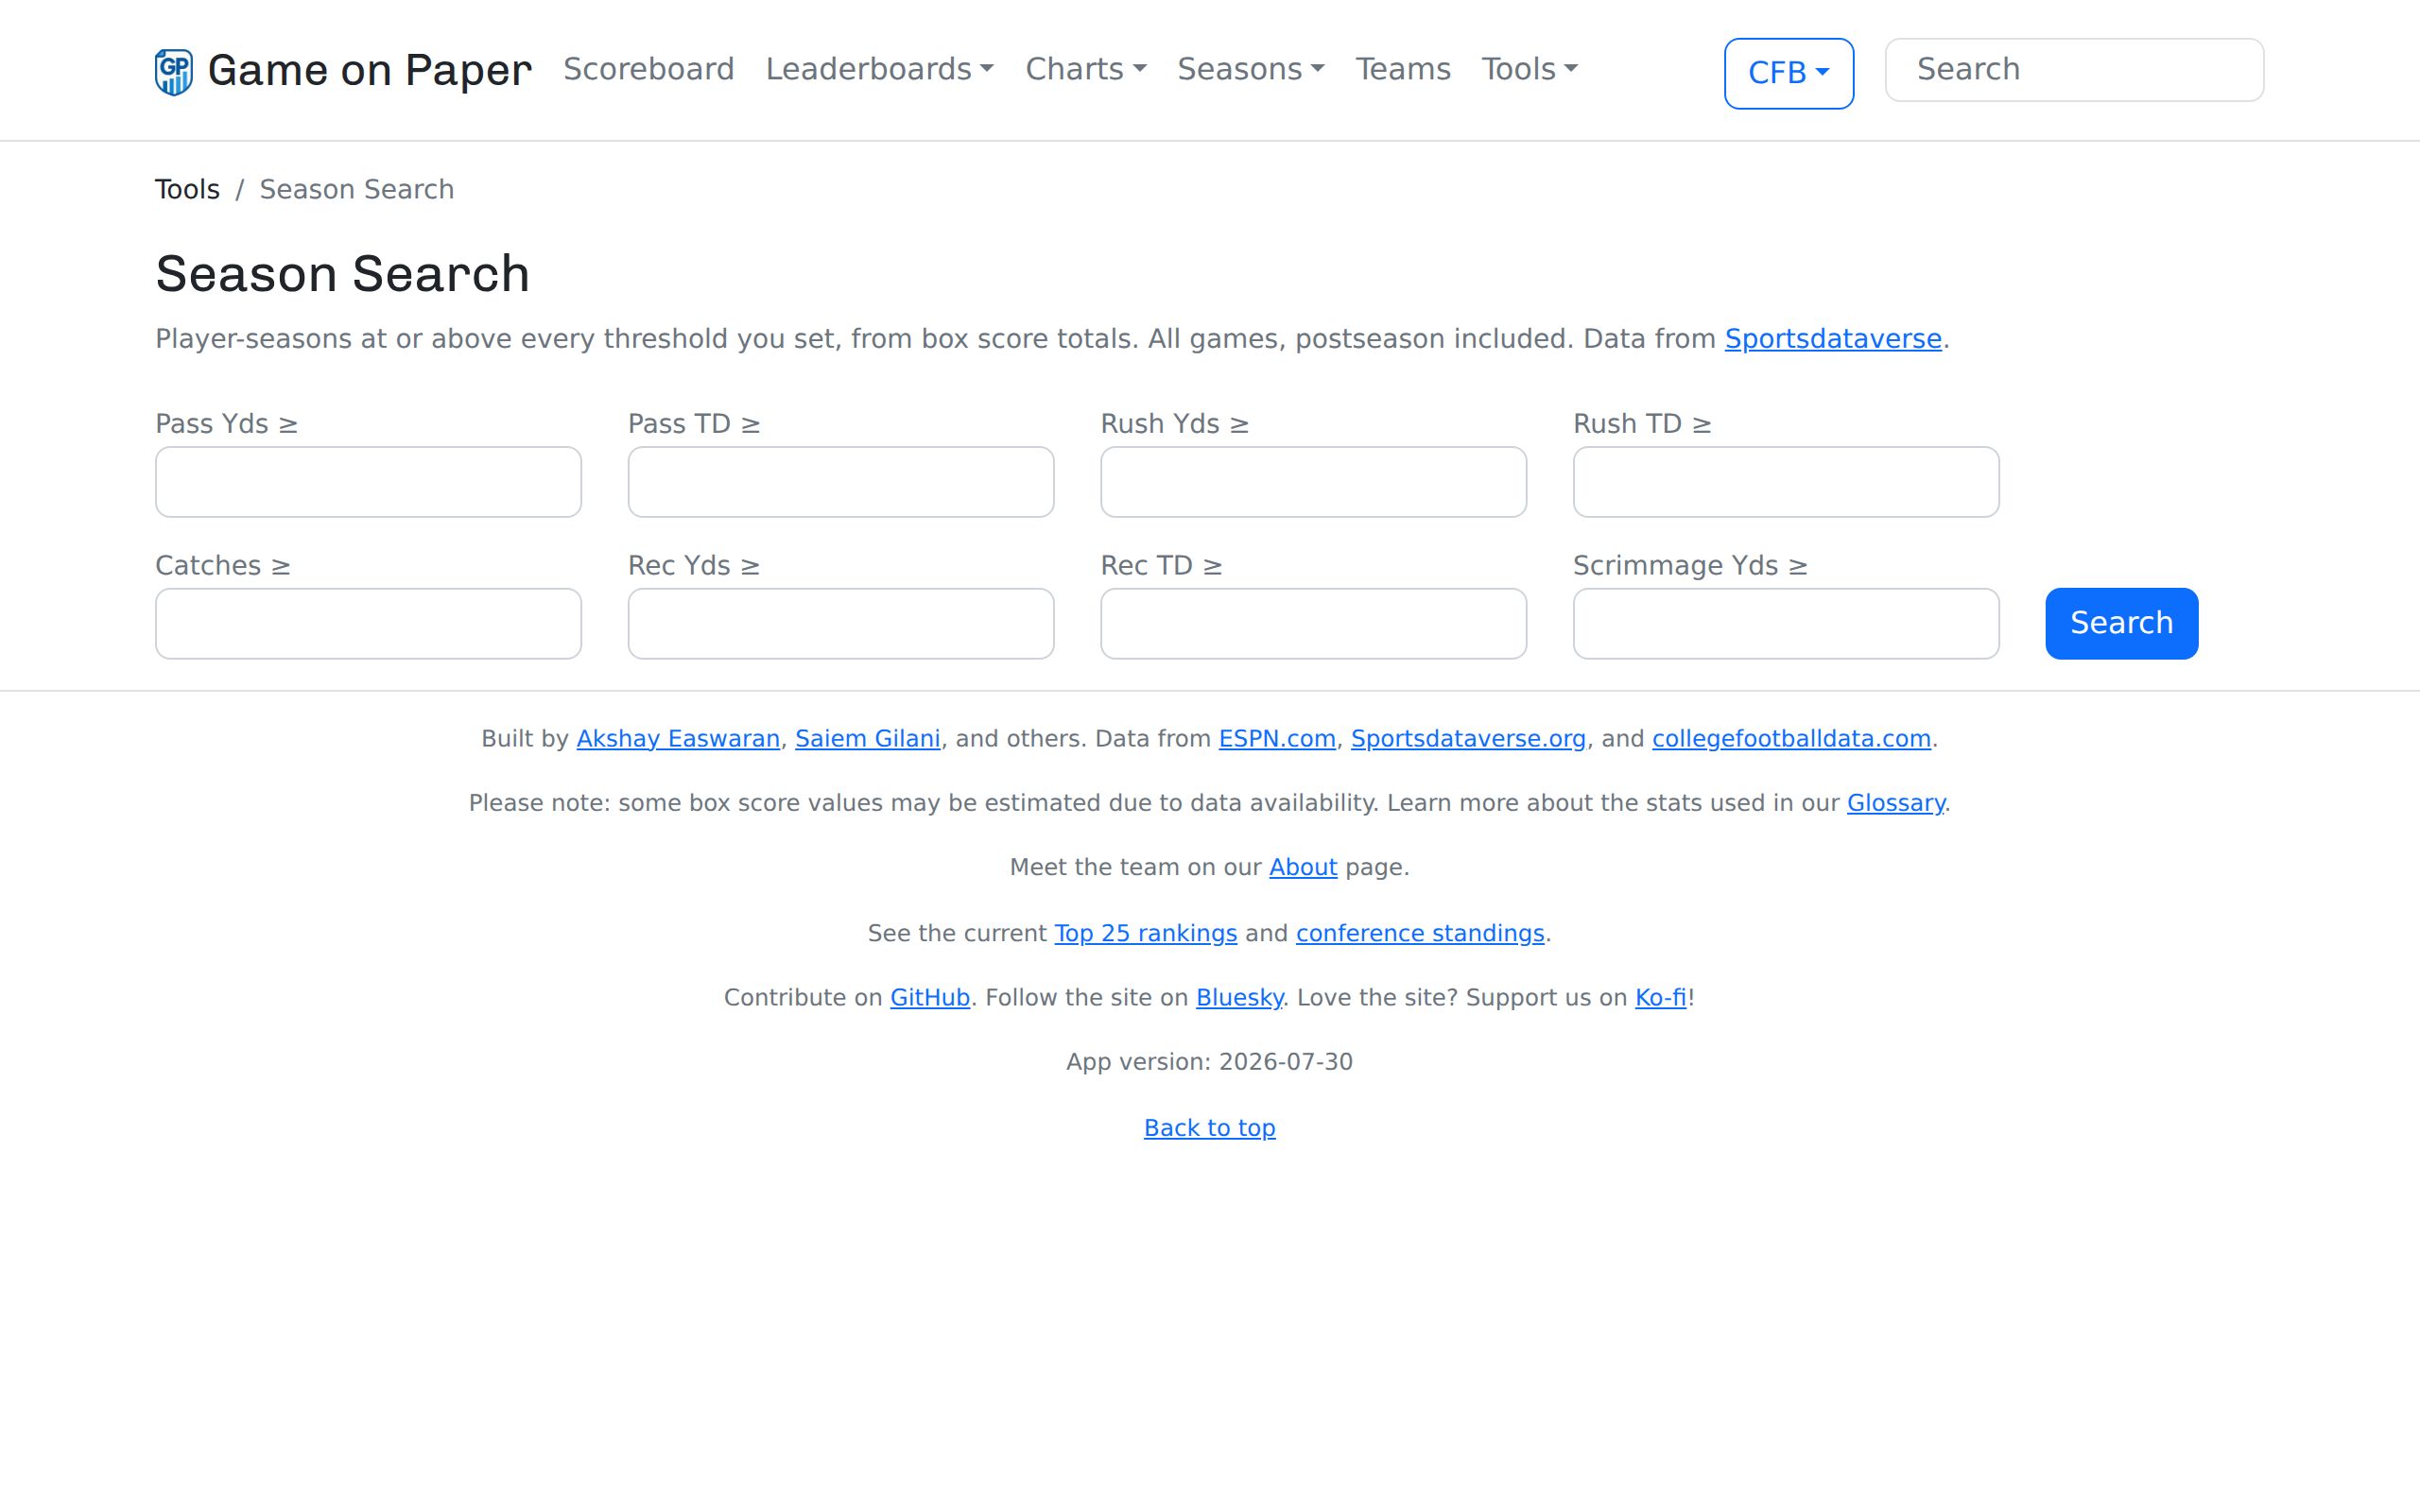 GP Game on Paper Scoreboard Leaderboards Charts Seasons Teams Tools CFB Search
Tools / Season Search
Season Search
Player-seasons at or above every threshold you set, from box score totals. All games, postseason included. Data from Sportsdataverse.
Pass Yds ≥ Pass TD ≥ Rush Yds ≥ Rush TD ≥
Catches ≥ Rec Yds ≥ Rec TD ≥ Scrimmage Yds ≥
Search
Built by Akshay Easwaran, Saiem Gilani, and others. Data from ESPN.com, Sportsdataverse.org, and collegefootballdata.com.
Please note: some box score values may be estimated due to data availability. Learn more about the stats used in our Glossary.
Meet the team on our About page.
See the current Top 25 rankings and conference standings.
Contribute on GitHub. Follow the site on Bluesky. Love the site? Support us on Ko-fi!
App version: 2026-07-30
Back to top